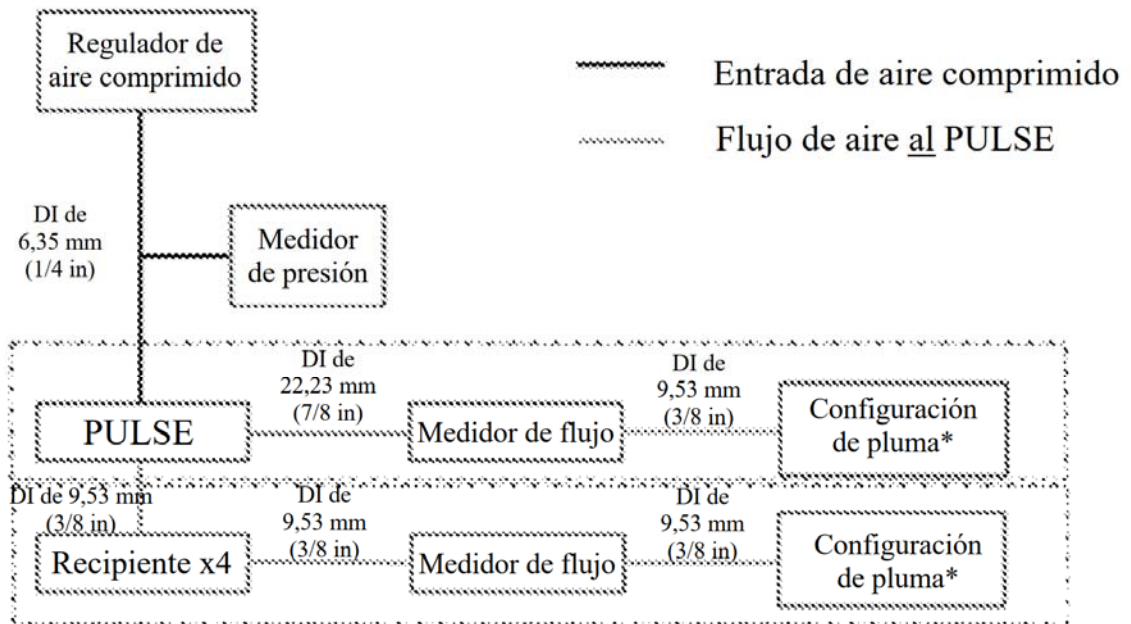 Regulador de
aire comprimido
Entrada de aire comprimido
Flujo de aire al PULSE
DI de
6,35 mm
(1/4 in)
Medidor
de presión
DI de
22,23 mm
(7/8 in)
DI de
9,53 mm
(3/8 in)
PULSE
Medidor de flujo
Configuración
de pluma*
DI de 9,53 mm
(3/8 in)
DI de
9,53 mm
(3/8 in)
DI de
9,53 mm
(3/8 in)
Recipiente x4
Medidor de flujo
Configuración
de pluma*